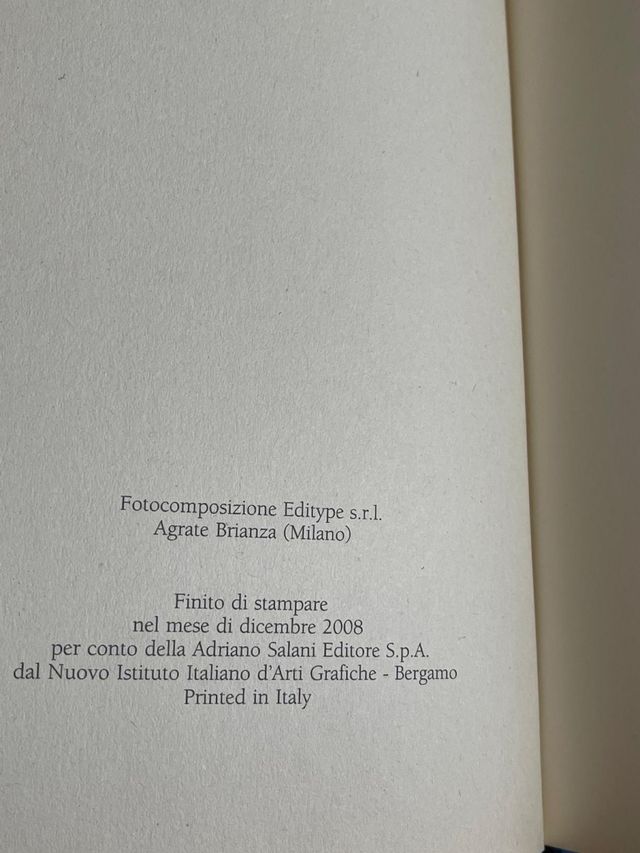 Fotocomposizione Editype s.r.l.
Agrate Brianza (Milano)
Finito di stampare
nel mese di dicembre 2008
per conto della Adriano Salani Editore S.p.A.
dal Nuovo Istituto Italiano d'Arti Grafiche - Bergamo
Printed in Italy